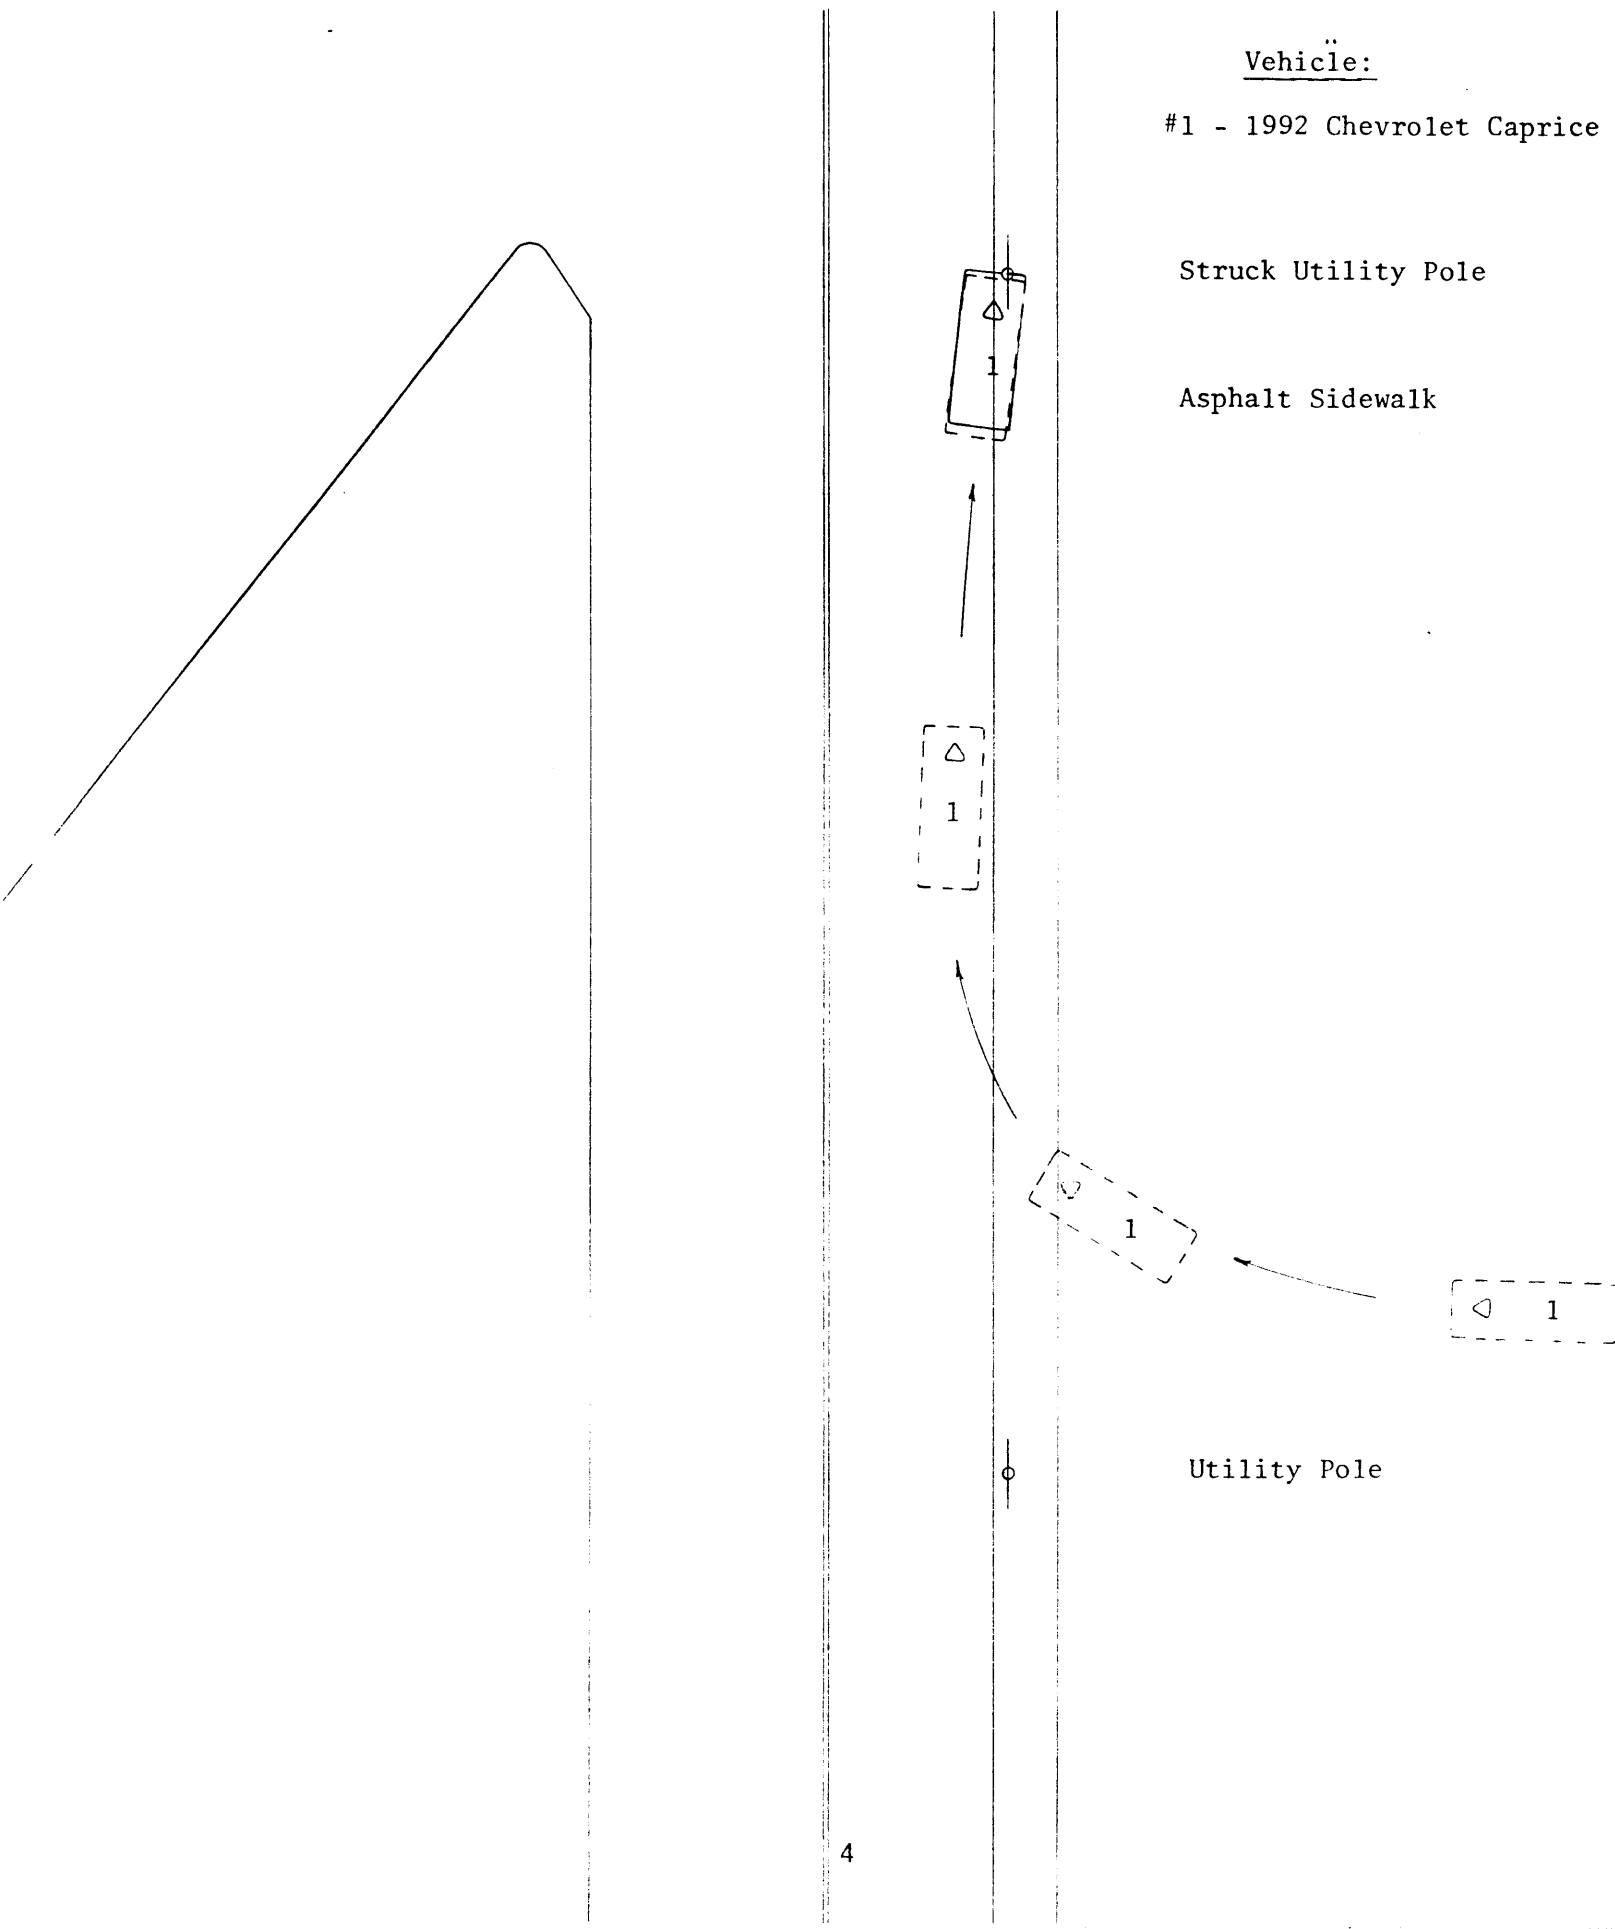 Vehicle:
#1 - 1992 Chevrolet Caprice
Struck Utility Pole
1
Asphalt Sidewalk
1
1
1
Utility Pole
4